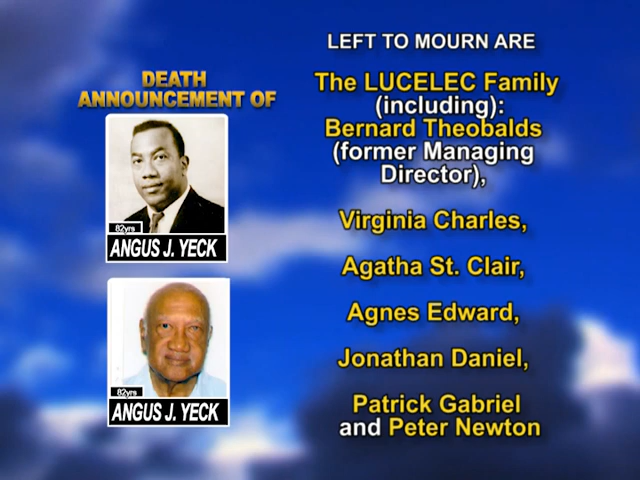 DEATH
ANNOUNCEMENT OF
82yrs
ANGUS J. YECK
82yrs
ANGUS J. YECK
LEFT TO MOURN ARE
The LUCELEC Family
(including):
Bernard Theobalds
(former Managing
Director),
Virginia Charles,
Agatha St. Clair,
Agnes Edward,
Jonathan Daniel,
Patrick Gabriel
and Peter Newton